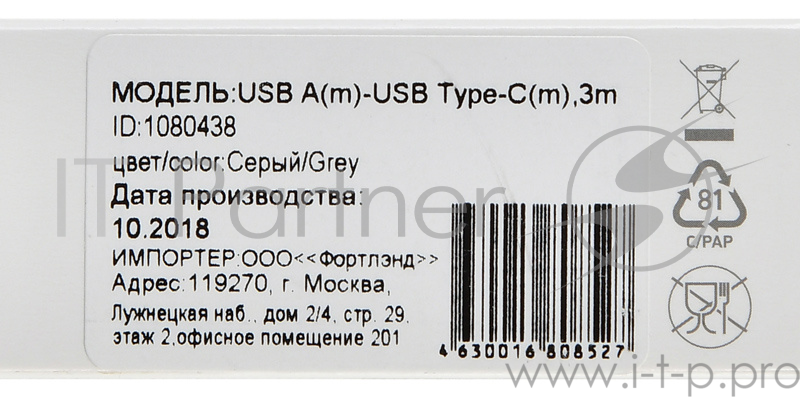 МОДЕЛЬ:USB A(m)-USB Type-C(m),3m
ID:1080438
цвет/color:Серый/Grey
Дата производства:
10.2018
ИМПОРТЕР:ООО<<Фортлэнд>>
Адрес:119270, г. Москва,
Лужнецкая наб., дом 2/4, стр. 29,
этаж 2,офисное помещение 201
4 630016 808527
81
C/PAP
IT Partner
www.i-t-p.pro